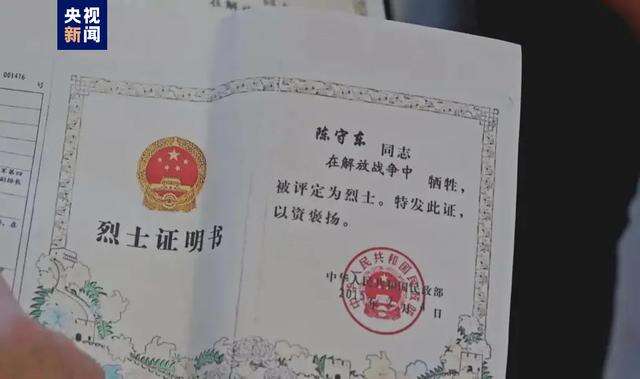 央视
新闻
001416
号
烈士证明书
陈守东 同志
在解放战争中 牺牲，
被评定为烈士。特发此证，
以资褒扬。
中华人民共和国民政部